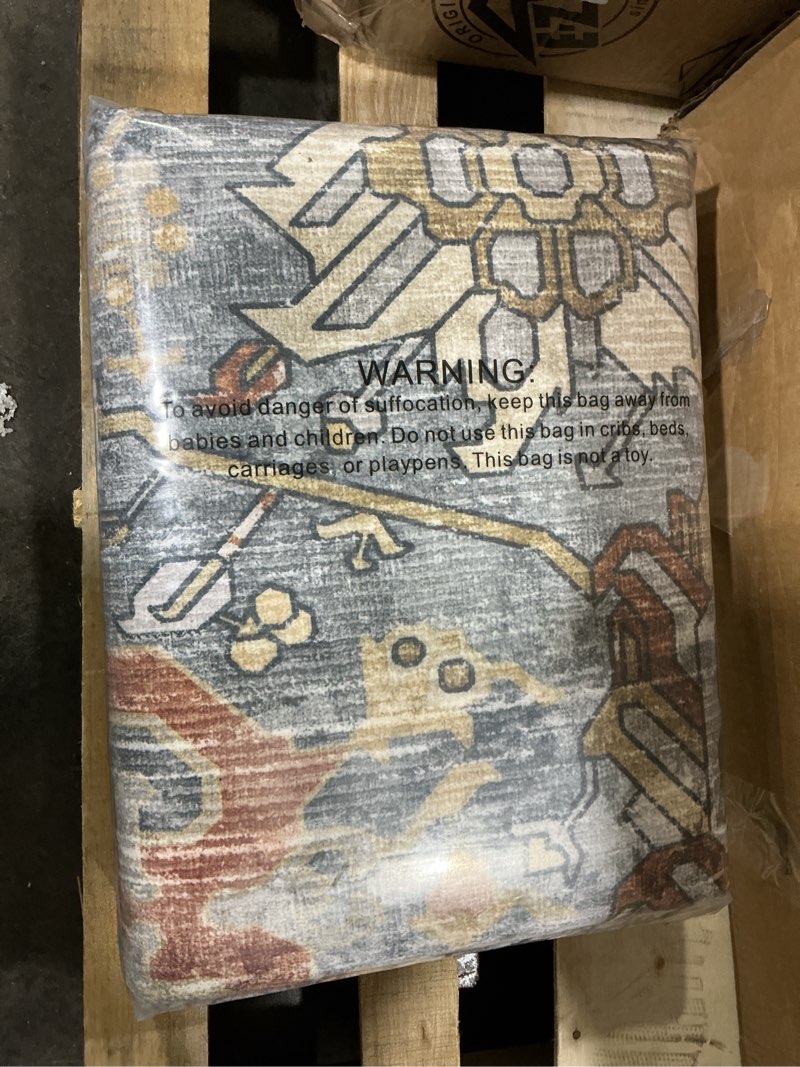 ORIGI
WARNING:
To avoid danger of suffocation, keep this bag away from
babies and children. Do not use this bag in cribs, beds,
carriages, or playpens. This bag is not a toy.